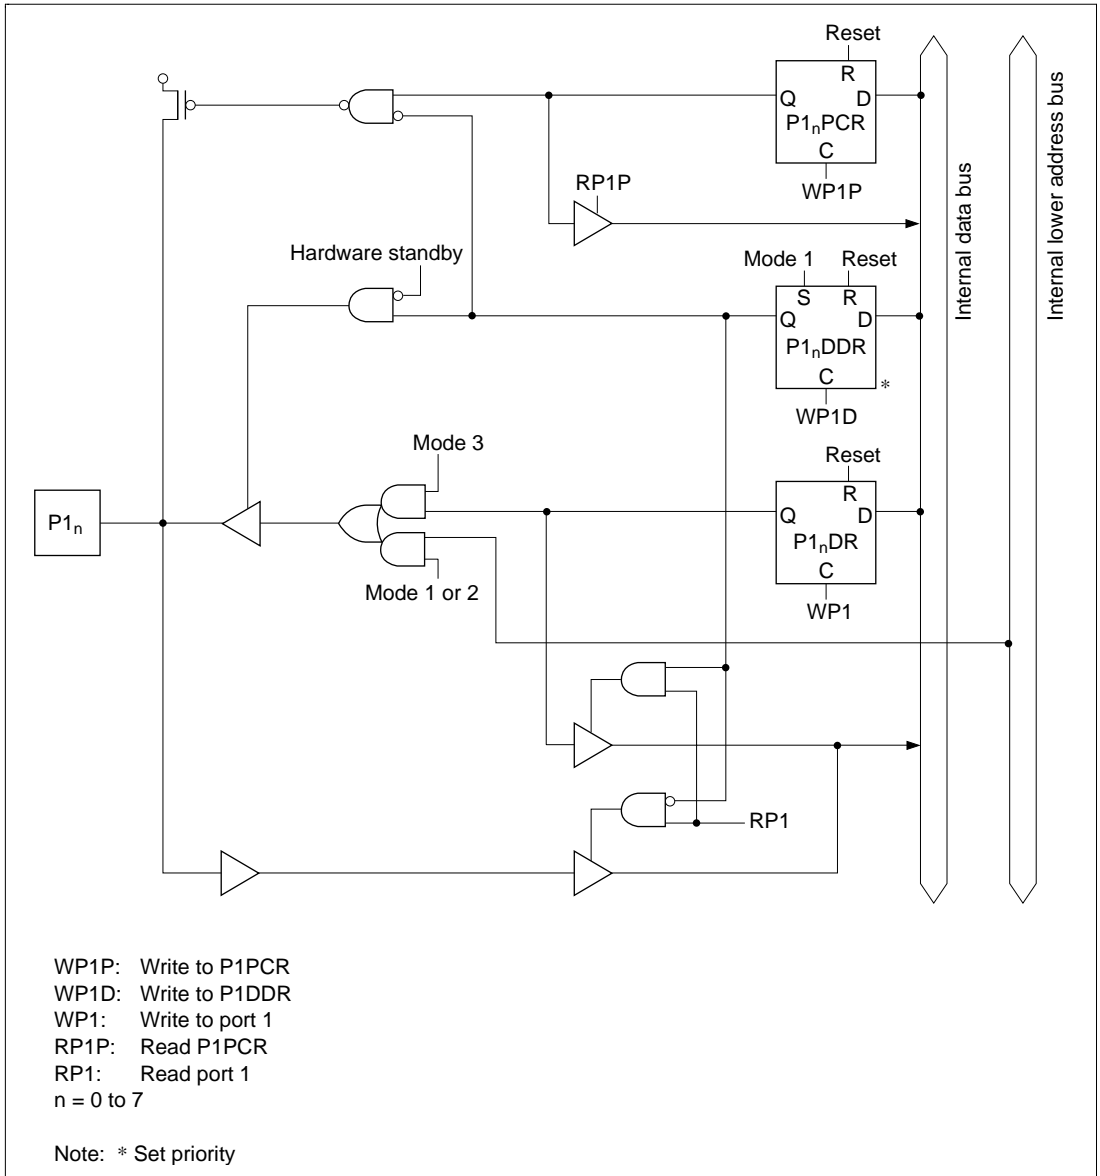 Reset
R
Q D
P1nPCR
C
WP1P
RP1P
Internal data bus
Internal lower address bus
Hardware standby
Mode 1 Reset
S R
Q D
P1nDDR
C
*
WP1D
Mode 3
Reset
R
Q D
P1nDR
C
WP1
P1n
Mode 1 or 2
RP1
WP1P: Write to P1PCR
WP1D: Write to P1DDR
WP1: Write to port 1
RP1P: Read P1PCR
RP1: Read port 1
n = 0 to 7
Note: * Set priority